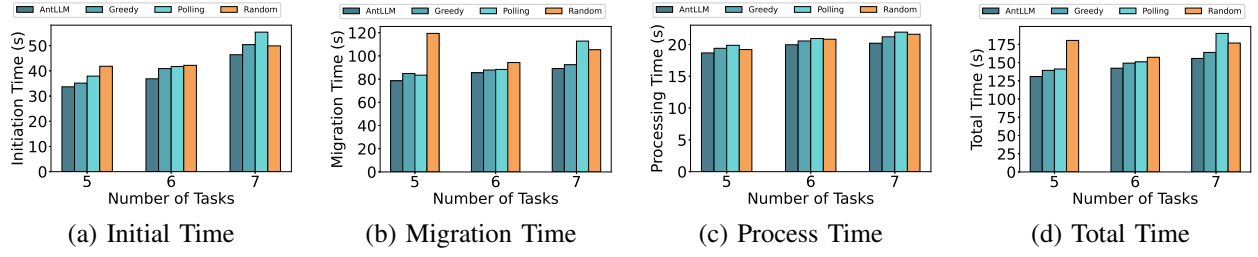 AntLLM Greedy Polling Random
Initiation Time (s)
50
40
30
20
10
0
5 6 7
Number of Tasks
(a) Initial Time
AntLLM Greedy Polling Random
Migration Time (s)
120
100
80
60
40
20
0
5 6 7
Number of Tasks
(b) Migration Time
AntLLM Greedy Polling Random
Processing Time (s)
20
15
10
5
0
5 6 7
Number of Tasks
(c) Process Time
AntLLM Greedy Polling Random
Total Time (s)
175
150
125
100
75
50
25
0
5 6 7
Number of Tasks
(d) Total Time